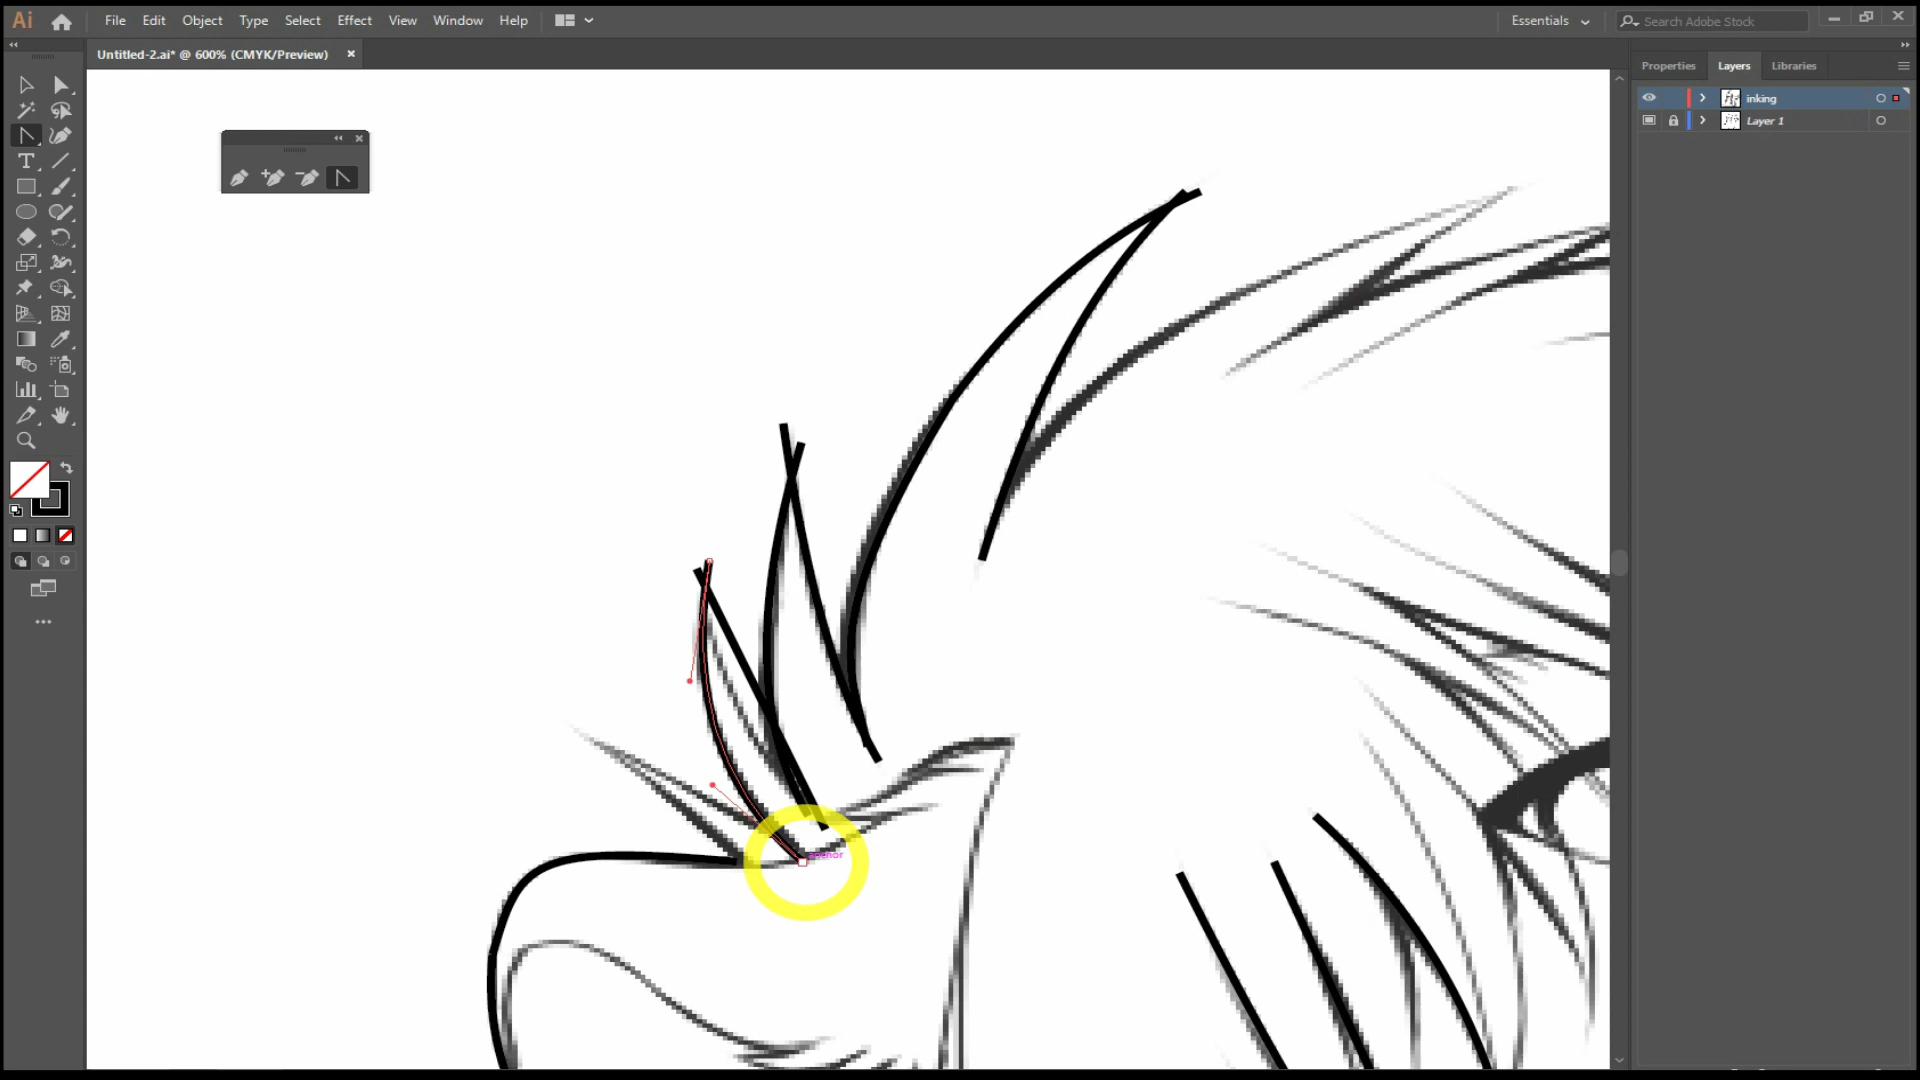 Ai File Edit Object Type Select Effect View Window Help Essentials Search Adobe Stock
Untitled-2.ai* @ 600% (CMYK/Preview)
Properties Layers Libraries
inking
Layer 1
anchor